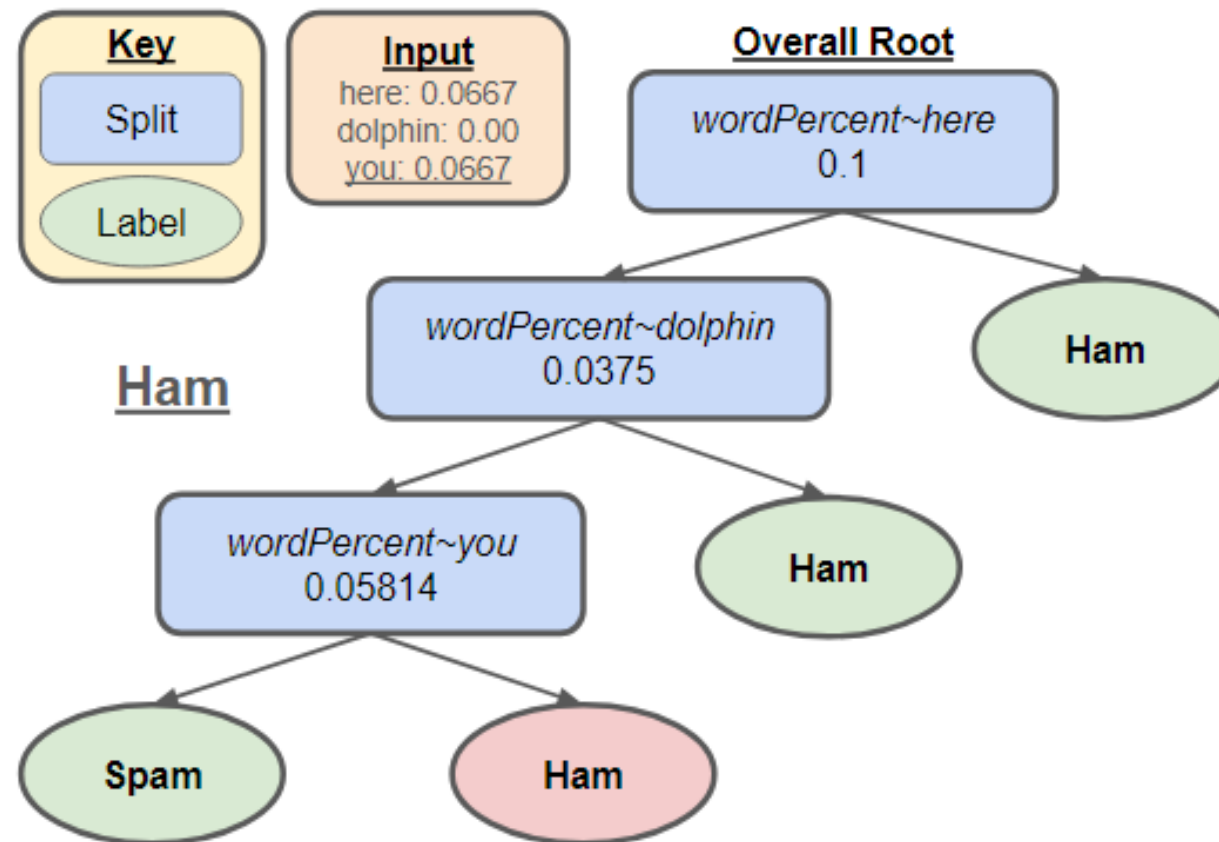 Key
Split
Label
Input
here: 0.0667
dolphin: 0.00
you: 0.0667
Overall Root
wordPercent~here
0.1
wordPercent~dolphin
0.0375
Ham
Ham
wordPercent~you
0.05814
Ham
Spam
Ham